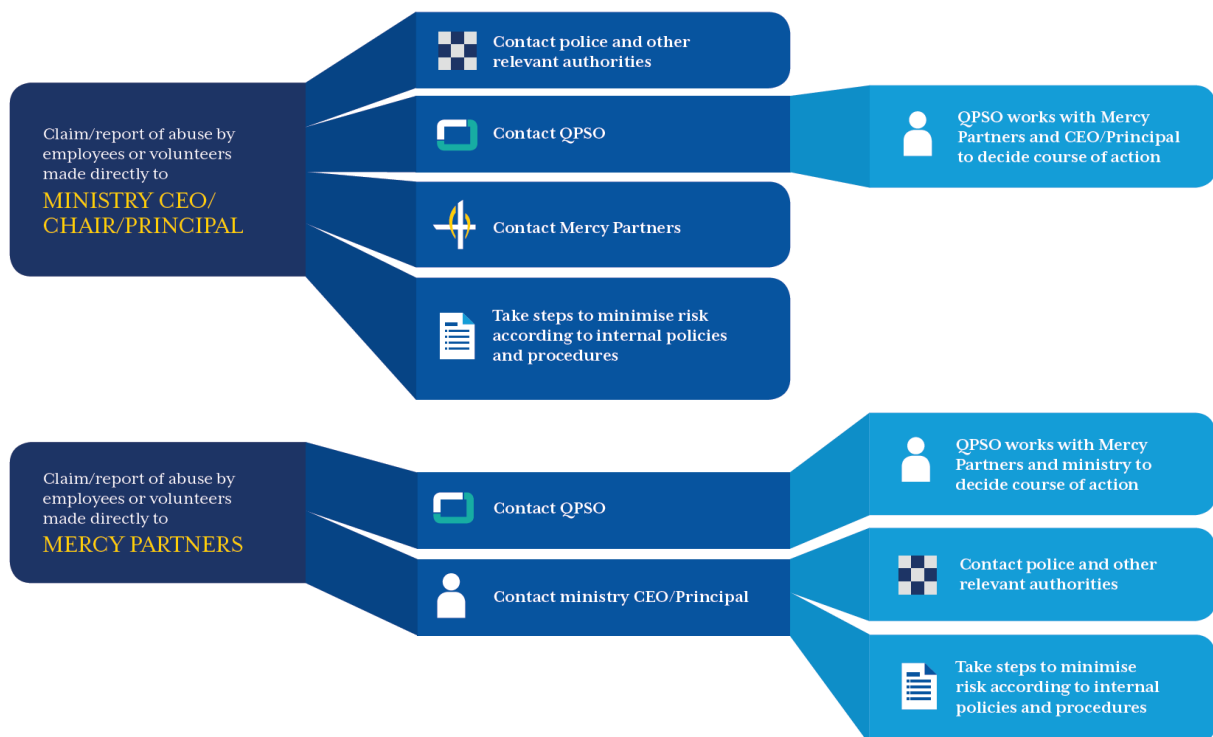 Claim/report of abuse by
employees or volunteers
made directly to
MINISTRY CEO/
CHAIR/PRINCIPAL
Contact police and other
relevant authorities
Contact QPSO
QPSO works with Mercy
Partners and CEO/Principal
to decide course of action
Contact Mercy Partners
Take steps to minimise risk
according to internal policies
and procedures
Claim/report of abuse by
employees or volunteers
made directly to
MERCY PARTNERS
Contact QPSO
QPSO works with Mercy
Partners and ministry to
decide course of action
Contact ministry CEO/Principal
Contact police and other
relevant authorities
Take steps to minimise
risk according to internal
policies and procedures